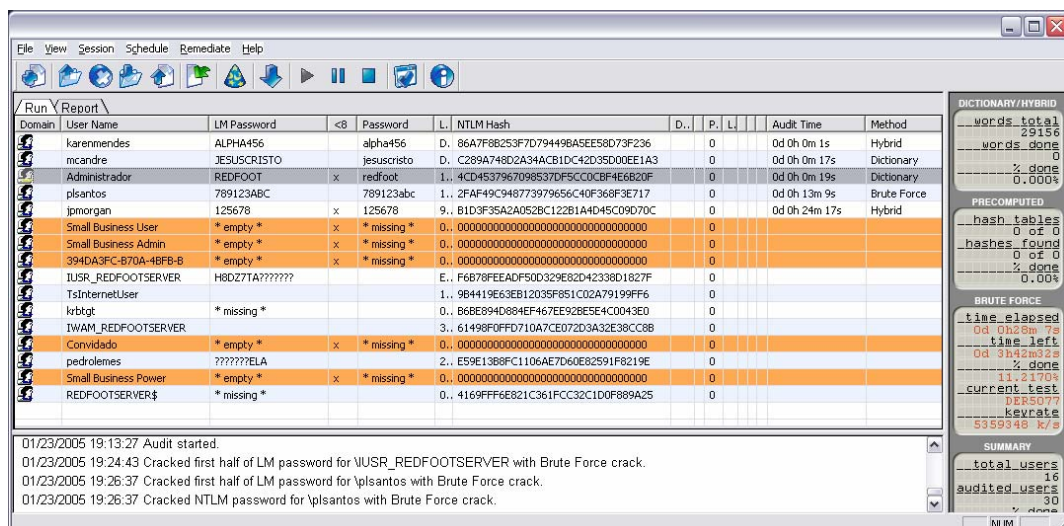 File View Session Schedule Remediate Help
Run Report
Domain User Name LM Password <8 Password L. NTLM Hash D... P. L. Audit Time Method
karenmendes ALPHA456 alpha456 D. 86A7F8B253F7D79449BA5EE58D73F236 0 0d 0h 0m 1s Hybrid
mcandre JESUSCRISTO jesuscristo D. C289A748D2A34ACB1DC42D35D00EE1A3 0 0d 0h 0m 17s Dictionary
Administrador REDFOOT x redfoot 1.. 4CD4537967098537DF5CC0CBF4E6B20F 0 0d 0h 0m 19s Dictionary
plsantos 789123ABC 789123abc 1.. 2FAF49C948773979656C40F368F3E717 0 0d 0h 13m 9s Brute Force
jpmorgan 125678 x 125678 9.. B1D3F35A2A052BC122B1A4D45C09D70C 0 0d 0h 24m 17s Hybrid
Small Business User * empty * x * missing * 0.. 00000000000000000000000000000000 0
Small Business Admin * empty * x * missing * 0.. 00000000000000000000000000000000 0
394DA3FC-B70A-4BFB-B * empty * x * missing * 0.. 00000000000000000000000000000000 0
IUSR_REDFOOTSERVER H8DZ7TA??????? E.. F6B78FEEADF50D329E82D42338D1827F 0
TsInternetUser 1.. 9B4419E63EB12035F851C02A79199FF6 0
krbtgt * missing * 0.. B6BE894D884EF467EE92BE5E4C0043E0 0
IWAM_REDFOOTSERVER 3.. 61498F0FFD710A7CE072D3A32E38CC8B 0
Convidado * empty * x * missing * 0.. 00000000000000000000000000000000 0
pedrolemes ???????ELA 2.. E59E13B8FC1106AE7D60E82591F8219E 0
Small Business Power * empty * x * missing * 0.. 00000000000000000000000000000000 0
REDFOOTSERVER$ * missing * 0.. 4169FFF6E821C361FCC32C1D0F889A25 0
01/23/2005 19:13:27 Audit started.
01/23/2005 19:24:43 Cracked first half of LM password for \IUSR_REDFOOTSERVER with Brute Force crack.
01/23/2005 19:26:37 Cracked first half of LM password for \plsantos with Brute Force crack.
01/23/2005 19:26:37 Cracked NTLM password for \plsantos with Brute Force crack.
DICTIONARY/HYBRID
words total
29156
words done
0
% done
0.000%
PRECOMPUTED
hash tables
0 of 0
hashes found
0 of 0
% done
0.00%
BRUTE FORCE
time elapsed
0d 0h28m 7s
time left
0d 3h42m32s
% done
11.2170%
current test
DER5077
keyrate
5359348 k/s
SUMMARY
total users
16
audited users
30
% done
NUM